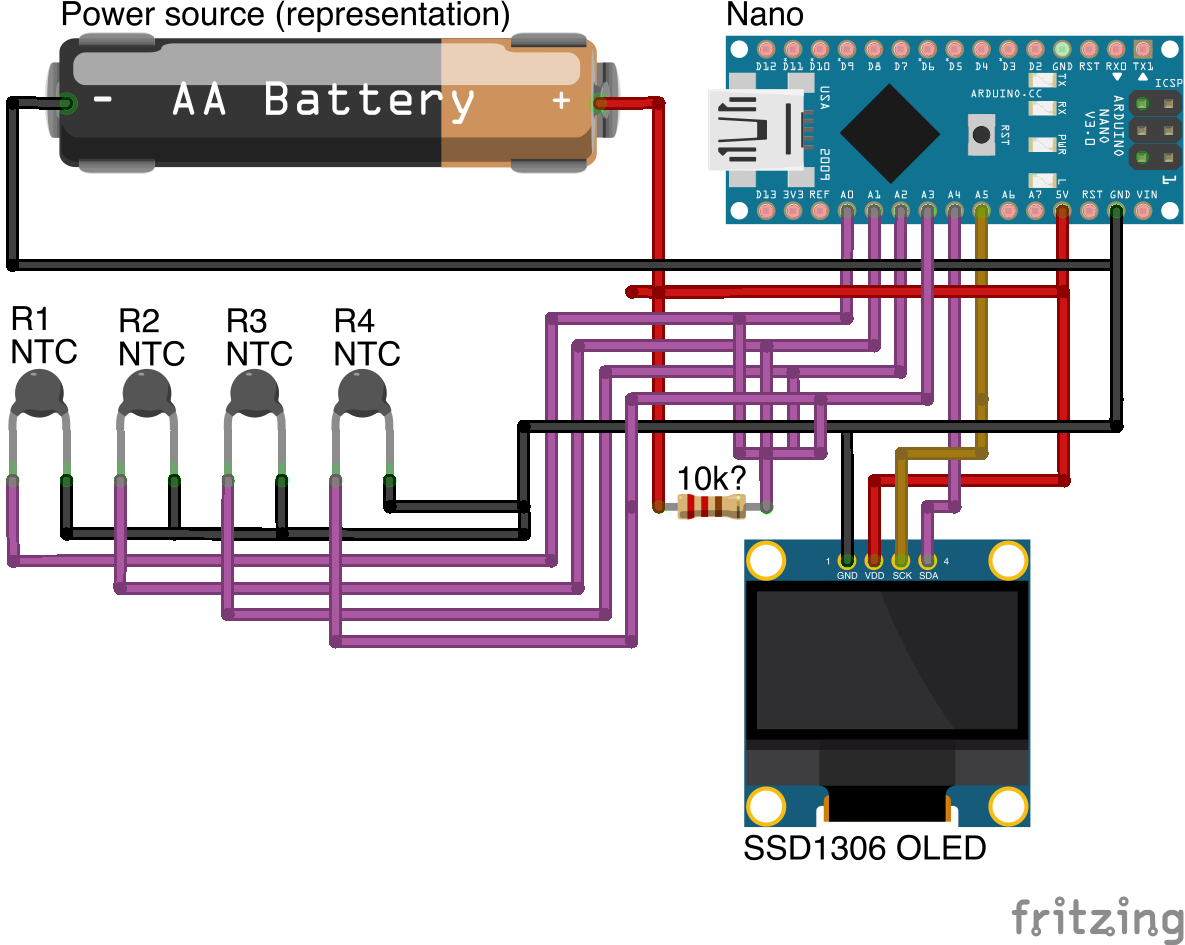 Power source (representation)
Nano
- AA Battery +
D12 D11 D10 D9 D8 D7 D6 D5 D4 D3 D2 GND RST RX0 TX1
ICSP
USA
TX
ARDUINO.CC
RX
ARDUINO
NANO
V3.0
RST
PWR
2009
L
1
D13 3V3 REF A0 A1 A2 A3 A4 A5 A6 A7 5V RST GND VIN
R1
NTC
R2
NTC
R3
NTC
R4
NTC
10k?
1 4
GND VDD SCK SDA
SSD1306 OLED
fritzing